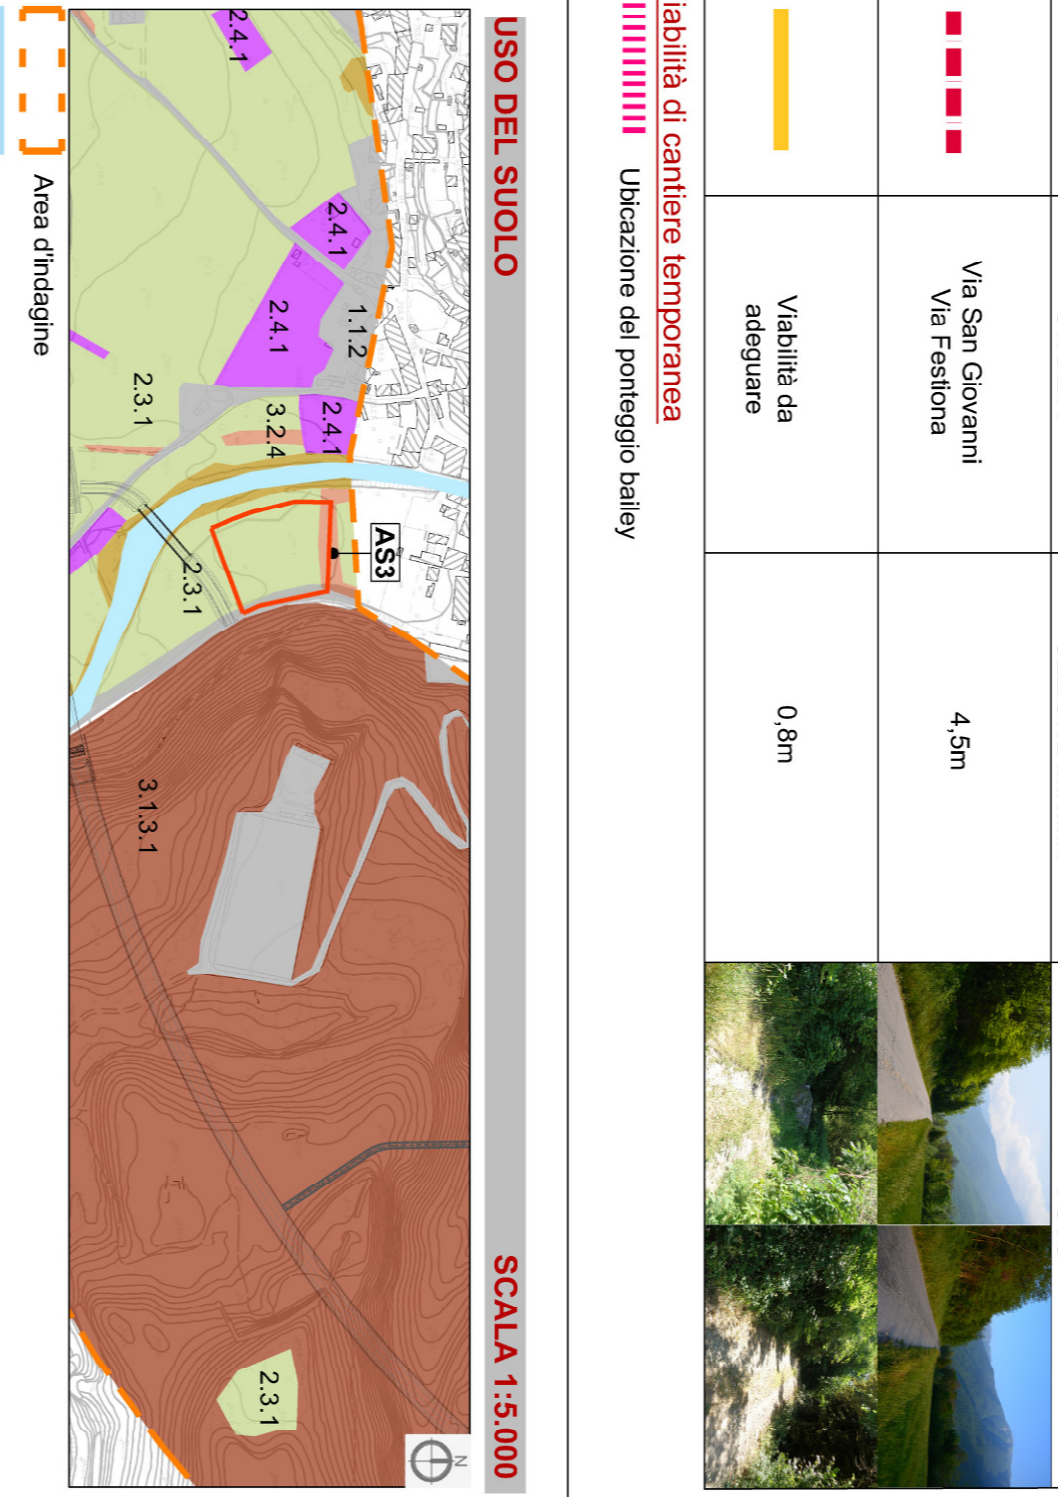 Via San Giovanni
Via Festiona
4,5m
Viabilità da
adeguare
0,8m
iabilità di cantiere temporanea
Ubicazione del ponteggio bailey
USO DEL SUOLO
SCALA 1:5.000
N
AS3
2.4.1
2.4.1
1.1.2
2.4.1
2.4.1
3.2.4
2.3.1
2.3.1
3.1.3.1
2.3.1
Area d'indagine